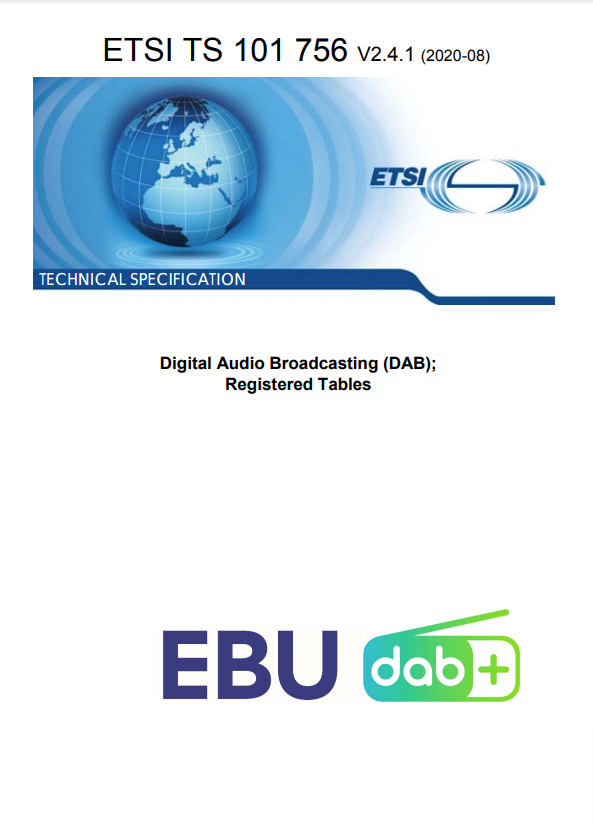 ETSI TS 101 756 V2.4.1 (2020-08)
ETSI
TECHNICAL SPECIFICATION
Digital Audio Broadcasting (DAB);
Registered Tables
EBU dab+